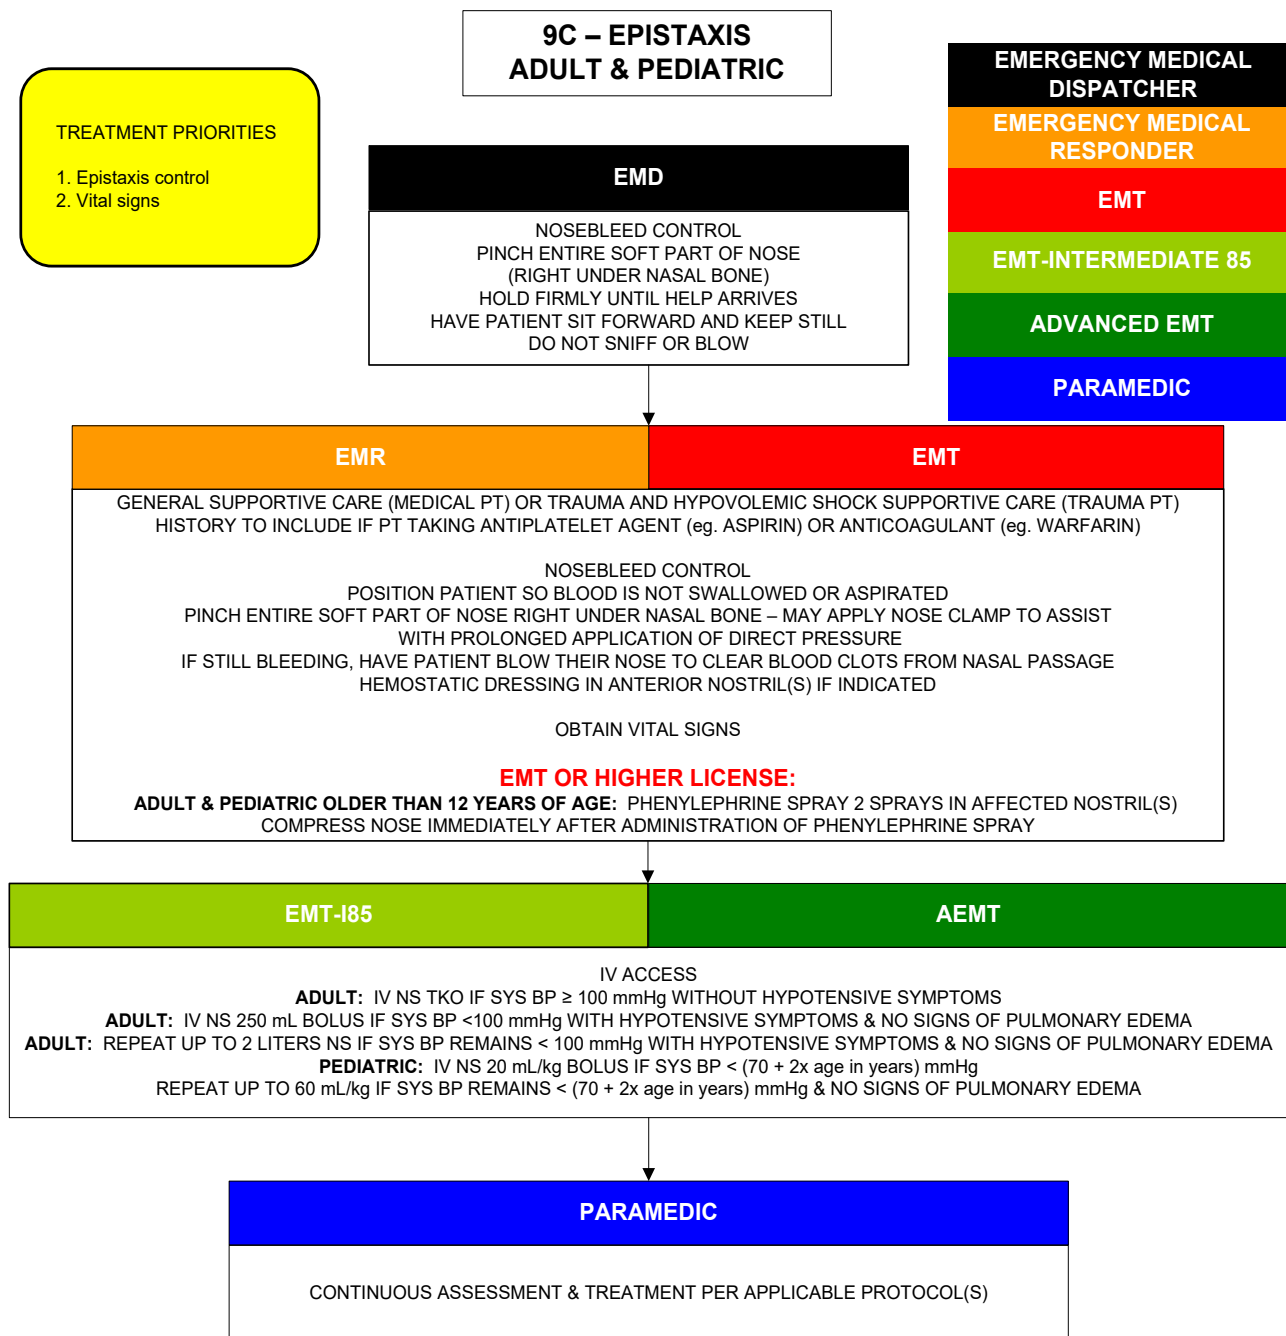 9C – EPISTAXIS
ADULT & PEDIATRIC
TREATMENT PRIORITIES
1. Epistaxis control
2. Vital signs
EMERGENCY MEDICAL
DISPATCHER
EMERGENCY MEDICAL
RESPONDER
EMT
EMT-INTERMEDIATE 85
ADVANCED EMT
PARAMEDIC
EMD
NOSEBLEED CONTROL
PINCH ENTIRE SOFT PART OF NOSE
(RIGHT UNDER NASAL BONE)
HOLD FIRMLY UNTIL HELP ARRIVES
HAVE PATIENT SIT FORWARD AND KEEP STILL
DO NOT SNIFF OR BLOW
EMR
EMT
GENERAL SUPPORTIVE CARE (MEDICAL PT) OR TRAUMA AND HYPOVOLEMIC SHOCK SUPPORTIVE CARE (TRAUMA PT)
HISTORY TO INCLUDE IF PT TAKING ANTIPLATELET AGENT (eg. ASPIRIN) OR ANTICOAGULANT (eg. WARFARIN)
NOSEBLEED CONTROL
POSITION PATIENT SO BLOOD IS NOT SWALLOWED OR ASPIRATED
PINCH ENTIRE SOFT PART OF NOSE RIGHT UNDER NASAL BONE – MAY APPLY NOSE CLAMP TO ASSIST
WITH PROLONGED APPLICATION OF DIRECT PRESSURE
IF STILL BLEEDING, HAVE PATIENT BLOW THEIR NOSE TO CLEAR BLOOD CLOTS FROM NASAL PASSAGE
HEMOSTATIC DRESSING IN ANTERIOR NOSTRIL(S) IF INDICATED
OBTAIN VITAL SIGNS
EMT OR HIGHER LICENSE:
ADULT & PEDIATRIC OLDER THAN 12 YEARS OF AGE: PHENYLEPHRINE SPRAY 2 SPRAYS IN AFFECTED NOSTRIL(S)
COMPRESS NOSE IMMEDIATELY AFTER ADMINISTRATION OF PHENYLEPHRINE SPRAY
EMT-I85
AEMT
IV ACCESS
ADULT: IV NS TKO IF SYS BP ≥ 100 mmHg WITHOUT HYPOTENSIVE SYMPTOMS
ADULT: IV NS 250 mL BOLUS IF SYS BP <100 mmHg WITH HYPOTENSIVE SYMPTOMS & NO SIGNS OF PULMONARY EDEMA
ADULT: REPEAT UP TO 2 LITERS NS IF SYS BP REMAINS < 100 mmHg WITH HYPOTENSIVE SYMPTOMS & NO SIGNS OF PULMONARY EDEMA
PEDIATRIC: IV NS 20 mL/kg BOLUS IF SYS BP < (70 + 2x age in years) mmHg
REPEAT UP TO 60 mL/kg IF SYS BP REMAINS < (70 + 2x age in years) mmHg & NO SIGNS OF PULMONARY EDEMA
PARAMEDIC
CONTINUOUS ASSESSMENT & TREATMENT PER APPLICABLE PROTOCOL(S)